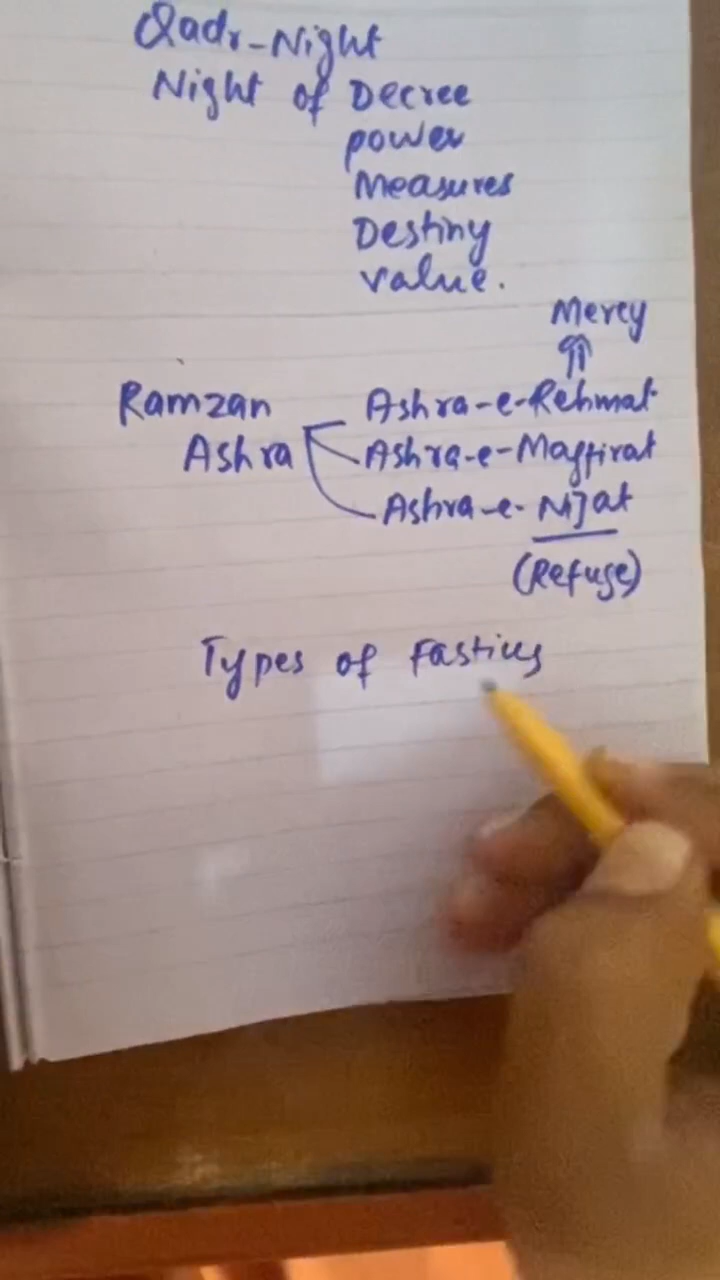 Qadr-Night
Night of Decree
power
Measures
Destiny
value.
Mercy
Ramzan
Ashra
Ashra-e-Rehmat
Ashra-e-Magfirat
Ashra-e-Nijat
(Refuge)
Types of Fasting